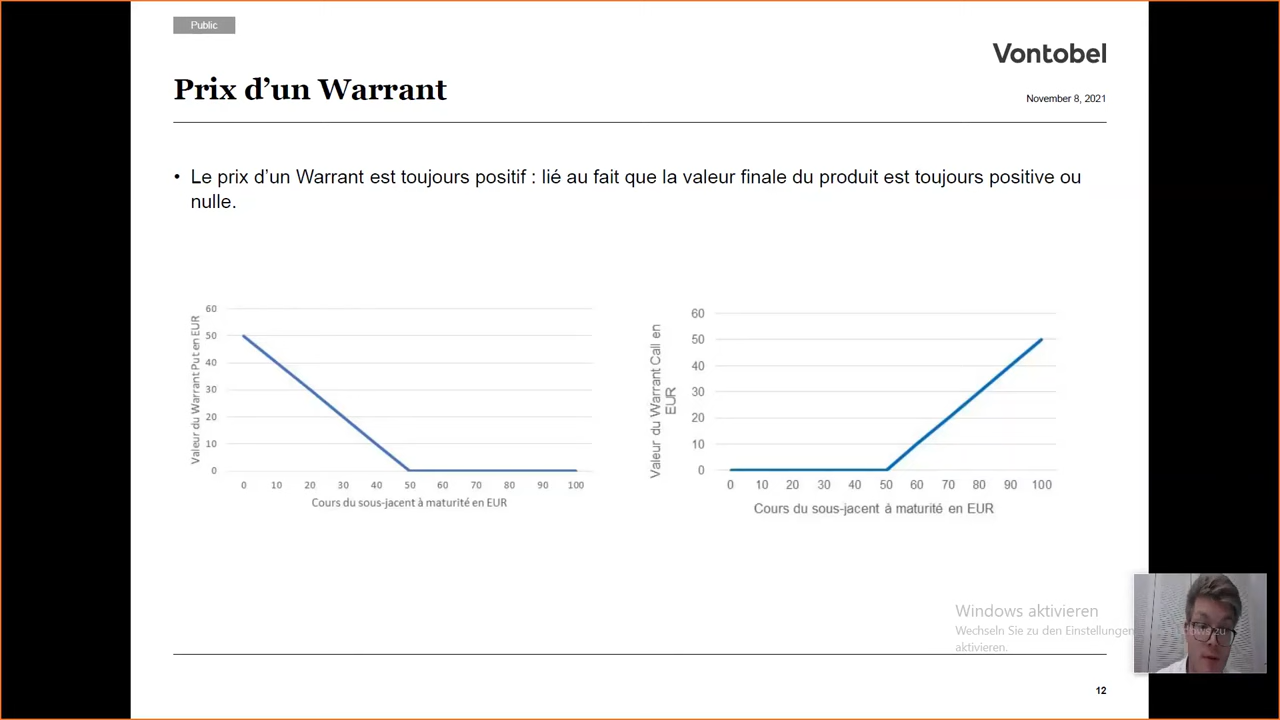 Public
Vontobel
Prix d’un Warrant
November 8, 2021
• Le prix d’un Warrant est toujours positif : lié au fait que la valeur finale du produit est toujours positive ou
nulle.
Valeur du Warrant Put en EUR
60
50
40
30
20
10
0
0 10 20 30 40 50 60 70 80 90 100
Cours du sous-jacent à maturité en EUR
Valeur du Warrant Call en
EUR
60
50
40
30
20
10
0
0 10 20 30 40 50 60 70 80 90 100
Cours du sous-jacent à maturité en EUR
Windows aktivieren
Wechseln Sie zu den Einstellungen zu
aktivieren.
12